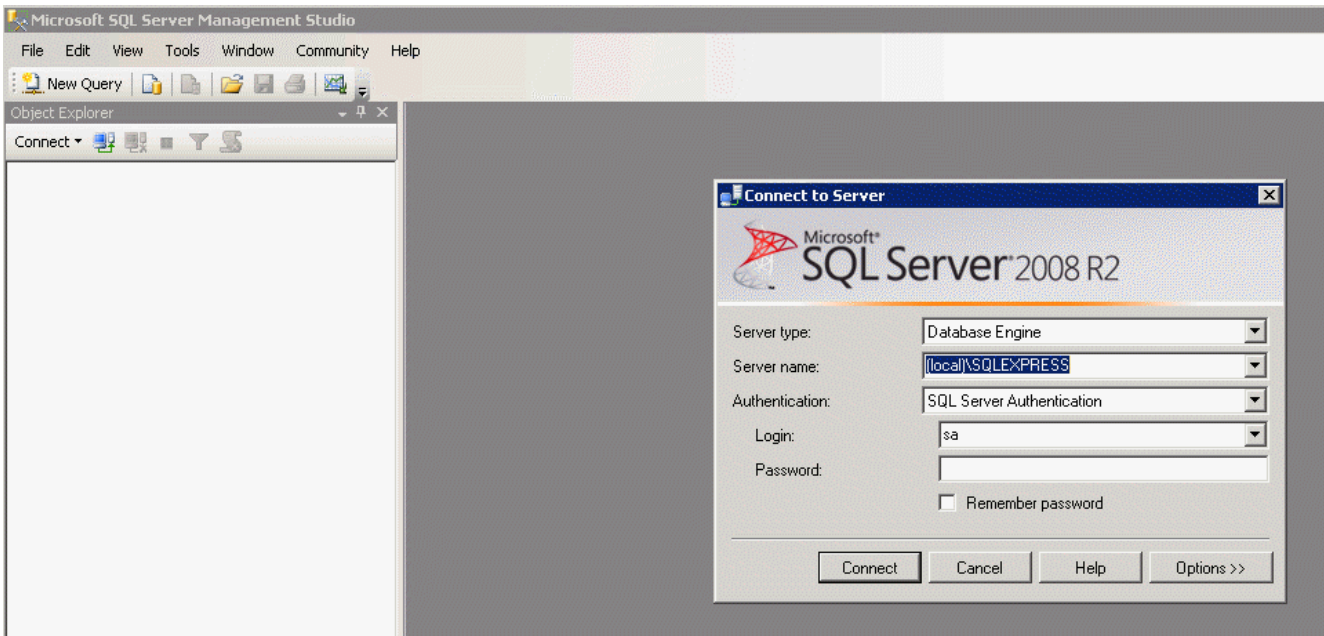 Microsoft SQL Server Management Studio
File Edit View Tools Window Community Help
New Query
Object Explorer
Connect
Connect to Server
Microsoft®
SQL Server® 2008 R2
Server type: Database Engine
Server name: (local)\SQLEXPRESS
Authentication: SQL Server Authentication
Login: sa
Password:
Remember password
Connect Cancel Help Options >>